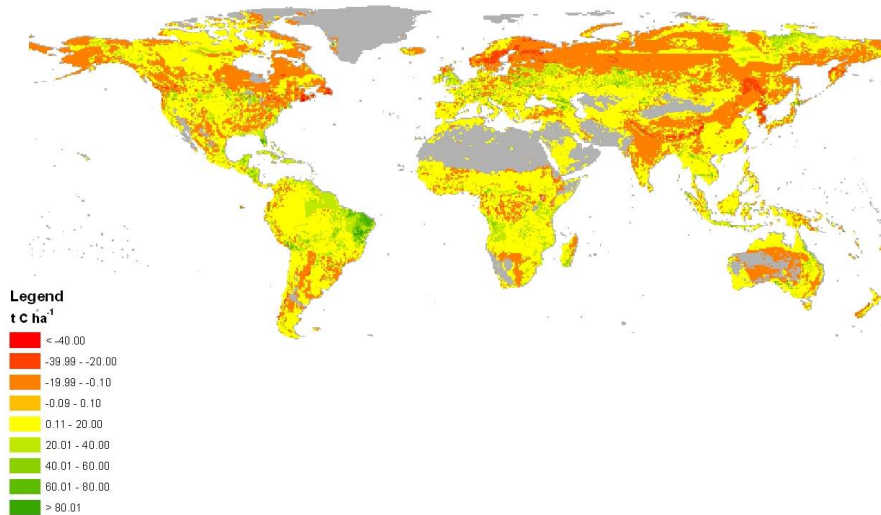 Legend
t C ha-1
< -40.00
-39.99 - -20.00
-19.99 - -0.10
-0.09 - 0.10
0.11 - 20.00
20.01 - 40.00
40.01 - 60.00
60.01 - 80.00
> 80.01